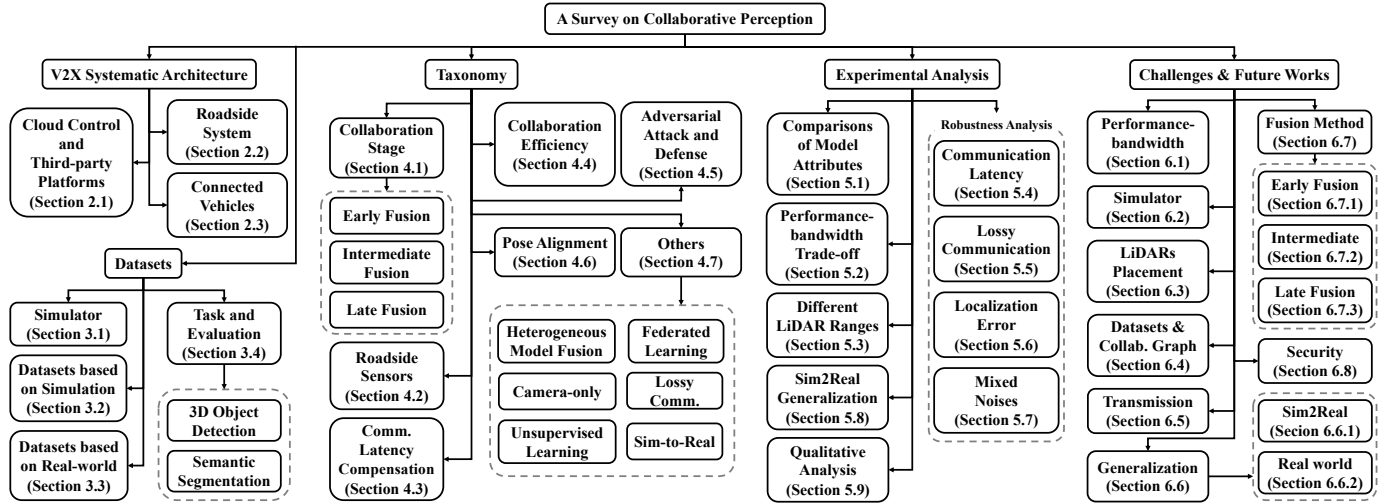 A Survey on Collaborative Perception
V2X Systematic Architecture
Cloud Control
and
Third-party
Platforms
(Section 2.1)
Roadside
System
(Section 2.2)
Connected
Vehicles
(Section 2.3)
Datasets
Simulator
(Section 3.1)
Datasets based
on Simulation
(Section 3.2)
Datasets based
on Real-world
(Section 3.3)
Task and
Evaluation
(Section 3.4)
3D Object
Detection
Semantic
Segmentation
Taxonomy
Collaboration
Stage
(Section 4.1)
Early Fusion
Intermediate
Fusion
Late Fusion
Roadside
Sensors
(Section 4.2)
Comm.
Latency
Compensation
(Section 4.3)
Collaboration
Efficiency
(Section 4.4)
Adversarial
Attack and
Defense
(Section 4.5)
Pose Alignment
(Section 4.6)
Others
(Section 4.7)
Heterogeneous
Model Fusion
Federated
Learning
Camera-only
Lossy
Comm.
Unsupervised
Learning
Sim-to-Real
Experimental Analysis
Comparisons
of Model
Attributes
(Section 5.1)
Performance-
bandwidth
Trade-off
(Section 5.2)
Different
LiDAR Ranges
(Section 5.3)
Sim2Real
Generalization
(Section 5.8)
Qualitative
Analysis
(Section 5.9)
Robustness Analysis
Communication
Latency
(Section 5.4)
Lossy
Communication
(Section 5.5)
Localization
Error
(Section 5.6)
Mixed
Noises
(Section 5.7)
Challenges & Future Works
Performance-
bandwidth
(Section 6.1)
Simulator
(Section 6.2)
LiDARs
Placement
(Section 6.3)
Datasets &
Collab. Graph
(Section 6.4)
Transmission
(Section 6.5)
Generalization
(Section 6.6)
Fusion Method
(Section 6.7)
Early Fusion
(Section 6.7.1)
Intermediate
(Section 6.7.2)
Late Fusion
(Section 6.7.3)
Security
(Section 6.8)
Sim2Real
(Secion 6.6.1)
Real world
(Section 6.6.2)